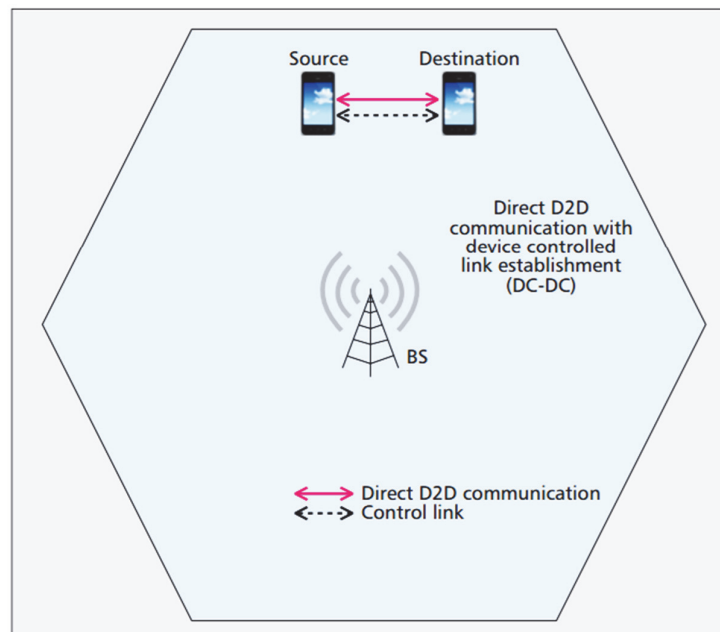 Source
Destination
Direct D2D
communication with
device controlled
link establishment
(DC-DC)
BS
Direct D2D communication
Control link